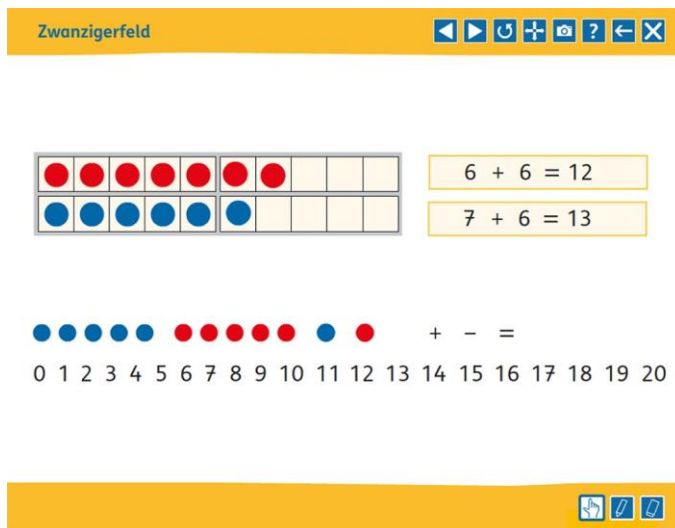 Zwanzigerfeld
?
6 + 6 = 12
7 + 6 = 13
+ - =
0 1 2 3 4 5 6 7 8 9 10 11 12 13 14 15 16 17 18 19 20